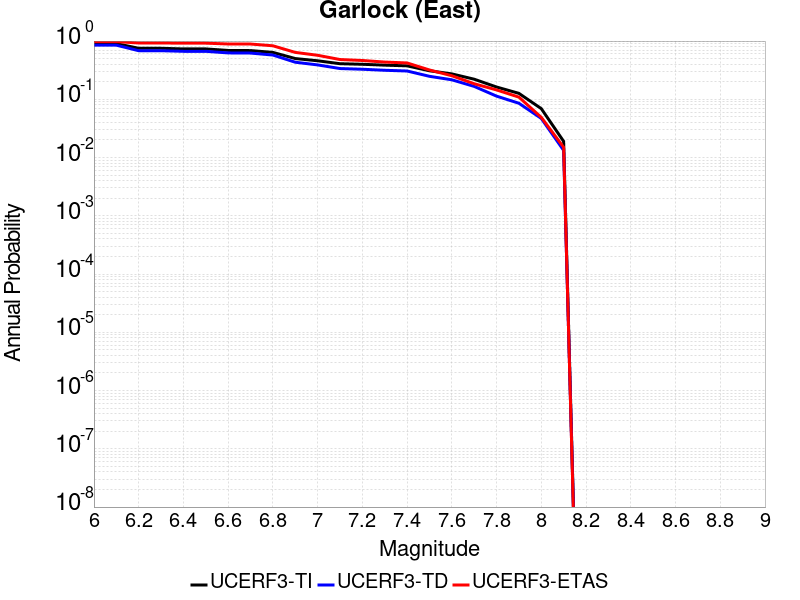 Garlock (East)
10^0
10^-1
10^-2
10^-3
10^-4
10^-5
10^-6
10^-7
10^-8
Annual Probability
6 6.2 6.4 6.6 6.8 7 7.2 7.4 7.6 7.8 8 8.2 8.4 8.6 8.8 9
Magnitude
UCERF3-TI UCERF3-TD UCERF3-ETAS